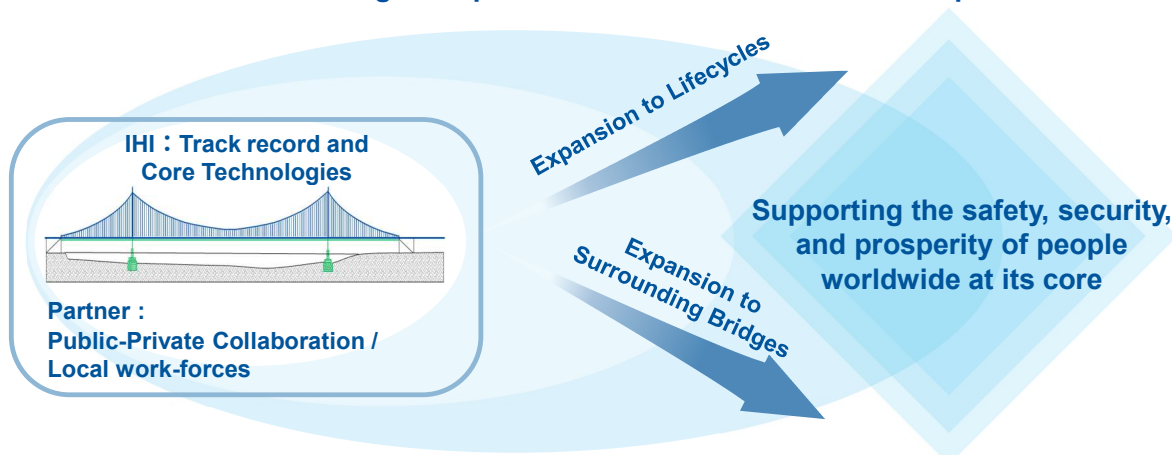 IHI：Track record and
Core Technologies
Partner :
Public-Private Collaboration /
Local work-forces
Expansion to Lifecycles
Expansion to
Surrounding Bridges
Supporting the safety, security,
and prosperity of people
worldwide at its core